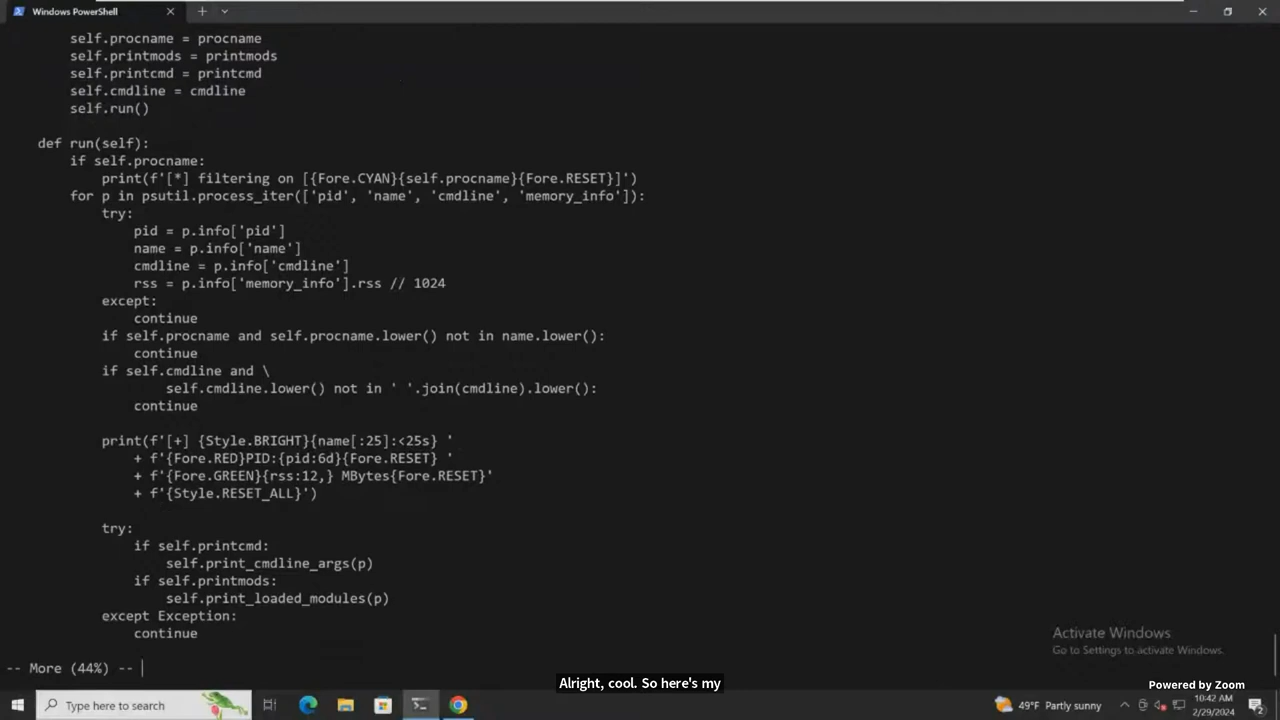 Windows PowerShell
        self.procname = procname
        self.printmods = printmods
        self.printcmd = printcmd
        self.cmdline = cmdline
        self.run()

    def run(self):
        if self.procname:
            print(f'[*] filtering on [{Fore.CYAN}{self.procname}{Fore.RESET}]')
        for p in psutil.process_iter(['pid', 'name', 'cmdline', 'memory_info']):
            try:
                pid = p.info['pid']
                name = p.info['name']
                cmdline = p.info['cmdline']
                rss = p.info['memory_info'].rss // 1024
            except:
                continue
            if self.procname and self.procname.lower() not in name.lower():
                continue
            if self.cmdline and \
                    self.cmdline.lower() not in ' '.join(cmdline).lower():
                continue

            print(f'[+] {Style.BRIGHT}{name[:25]:<25s} '
                + f'{Fore.RED}PID:{pid:6d}{Fore.RESET} '
                + f'{Fore.GREEN}{rss:12,} MBytes{Fore.RESET}'
                + f'{Style.RESET_ALL}')

            try:
                if self.printcmd:
                    self.print_cmdline_args(p)
                if self.printmods:
                    self.print_loaded_modules(p)
            except Exception:
                continue
Activate Windows
Go to Settings to activate Windows.
-- More (44%) --
Alright, cool. So here's my
Powered by Zoom
Type here to search
49°F Partly sunny
10:42 AM
2/29/2024
2